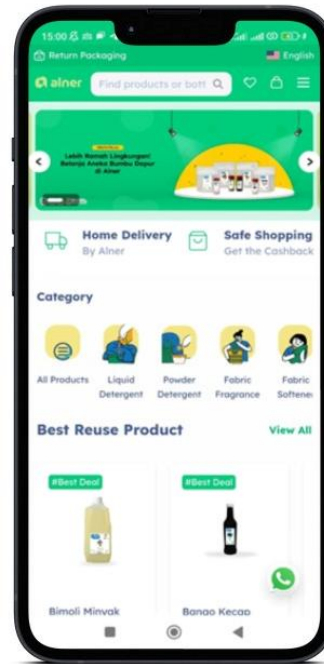 15:00
Return Packaging
English
alner
Find products or bott
Lebih Ramah Lingkungan!
Belanja Aneka Bumbu Dapur
di Alner
Home Delivery
By Alner
Safe Shopping
Get the Cashback
Category
All Products
Liquid
Detergent
Powder
Detergent
Fabric
Fragrance
Fabric
Softene
Best Reuse Product
View All
#Best Deal
#Best Deal
Bimoli Minyak
Bango Kecap